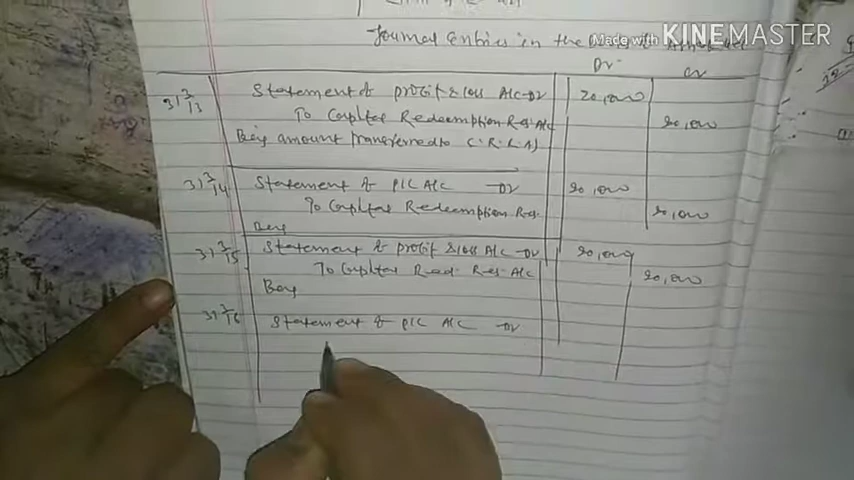 Journal Entries in the
Made with KINEMASTER
Dr. Cr
31/3/13 Statement of profit & loss A/C - Dr 20,000
To Capital Redemption Res. A/c 20,000
Being amount transferred to C.R.R A/c
31/3/14 Statement of P/L A/C - Dr 20,000
To Capital Redeemption. Res. 20,000
Being
31/3/15 Statement of profit & loss A/C - Dr 20,000
To Capital Red. Res. A/c 20,000
Being
31/3/16 Statement of P/L A/C - Dr